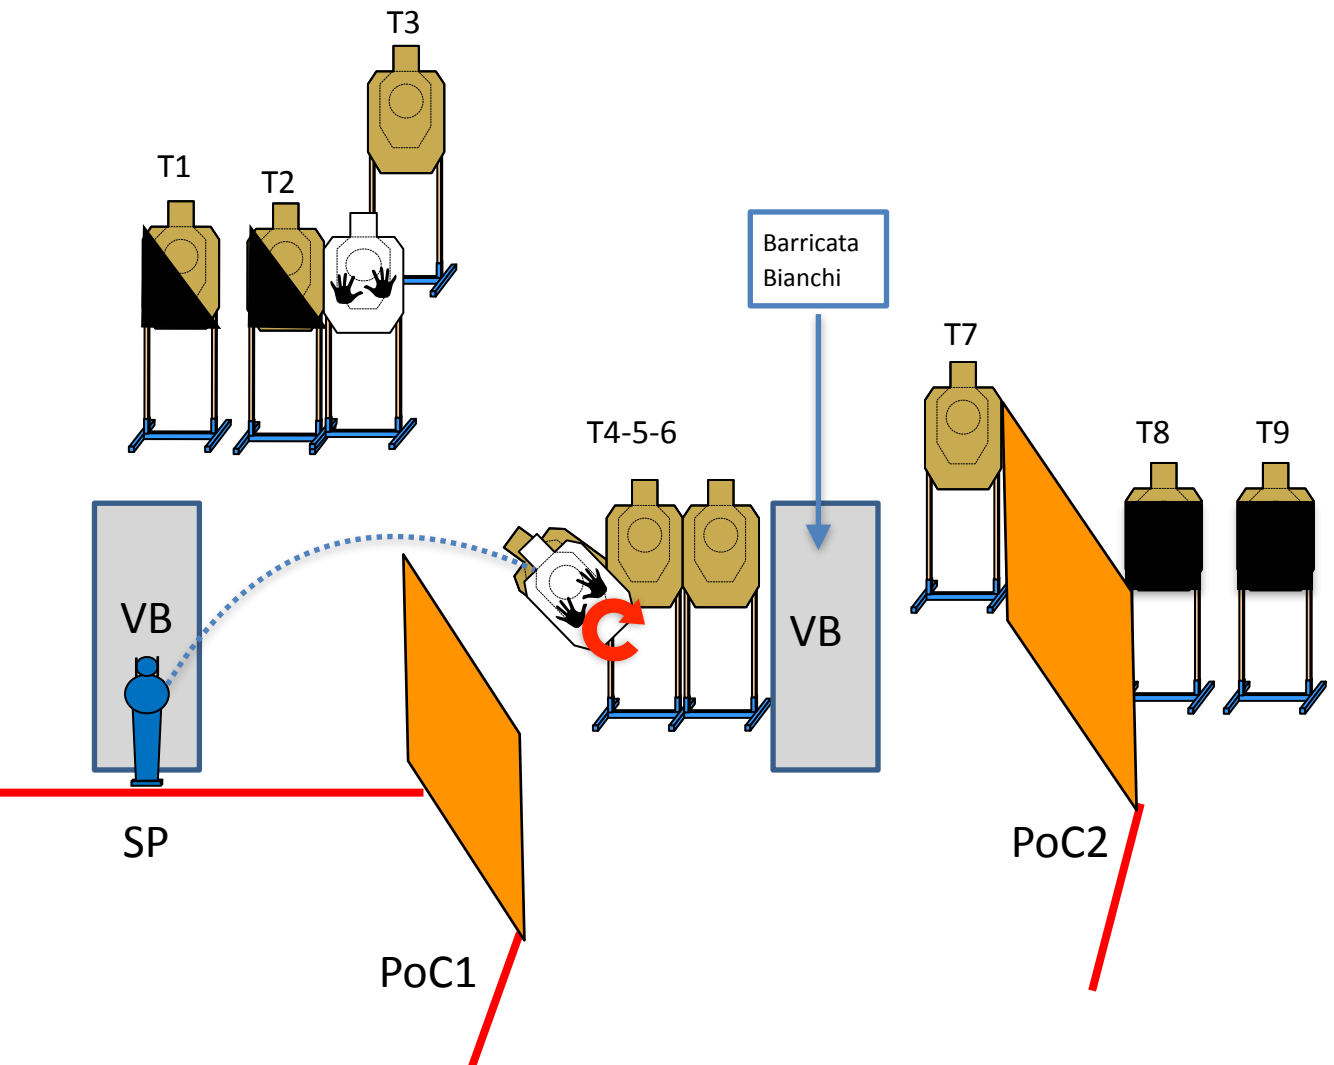 T3
T1
T2
Barricata
Bianchi
T7
T4-5-6
T8
T9
VB
VB
SP
PoC2
PoC1